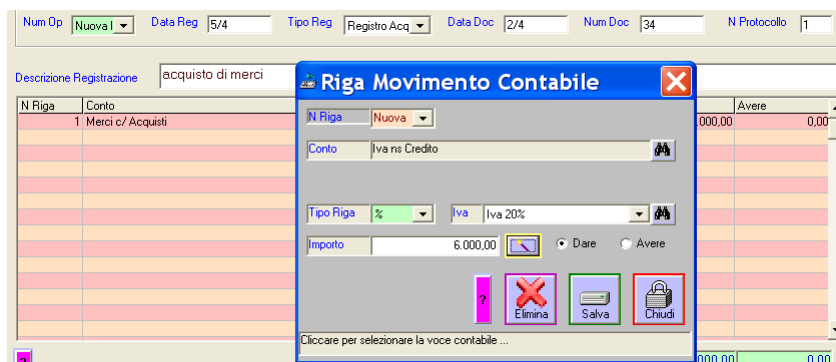 Num Op Nuova I Data Reg 5/4 Tipo Reg Registro Acq Data Doc 2/4 Num Doc 34 N Protocollo 1
Descrizione Registrazione acquisto di merci
Riga Movimento Contabile
N Riga Conto Avere
1 Merci c/ Acquisti .000,00 0,00
N Riga Nuova
Conto Iva ns Credito
Tipo Riga % Iva Iva 20%
Importo 6.000,00 Dare Avere
? Elimina Salva Chiudi
Cliccare per selezionare la voce contabile ...
? 000,00 0,00